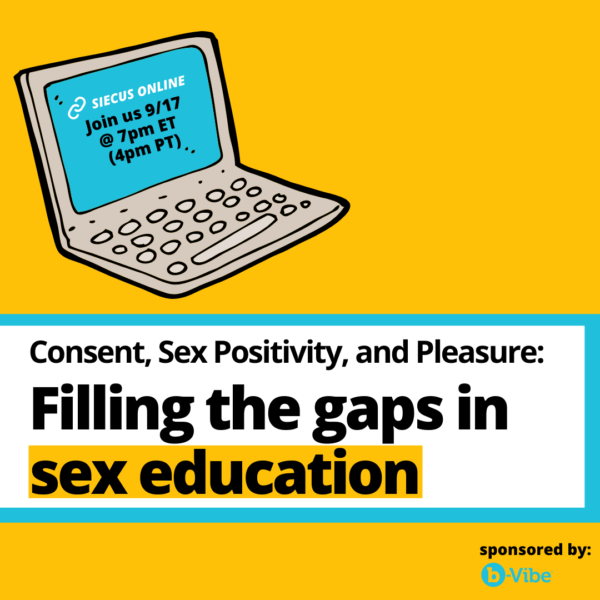 SIECUS ONLINE
Join us 9/17
@ 7pm ET
(4pm PT)
Consent, Sex Positivity, and Pleasure:
Filling the gaps in
sex education
sponsored by:
b-Vibe